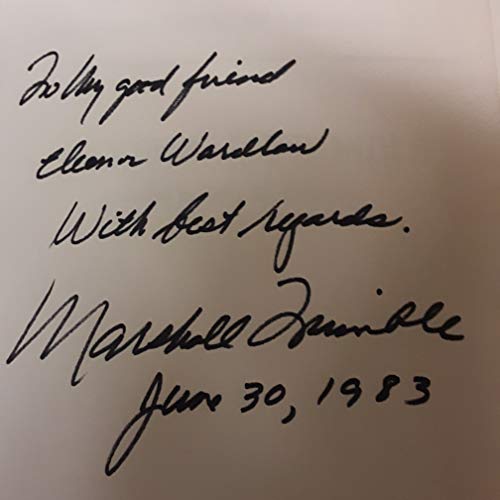 To My good friend
Eleanor Wardlaw
With best regards.
Marshall Trimble
June 30, 1983